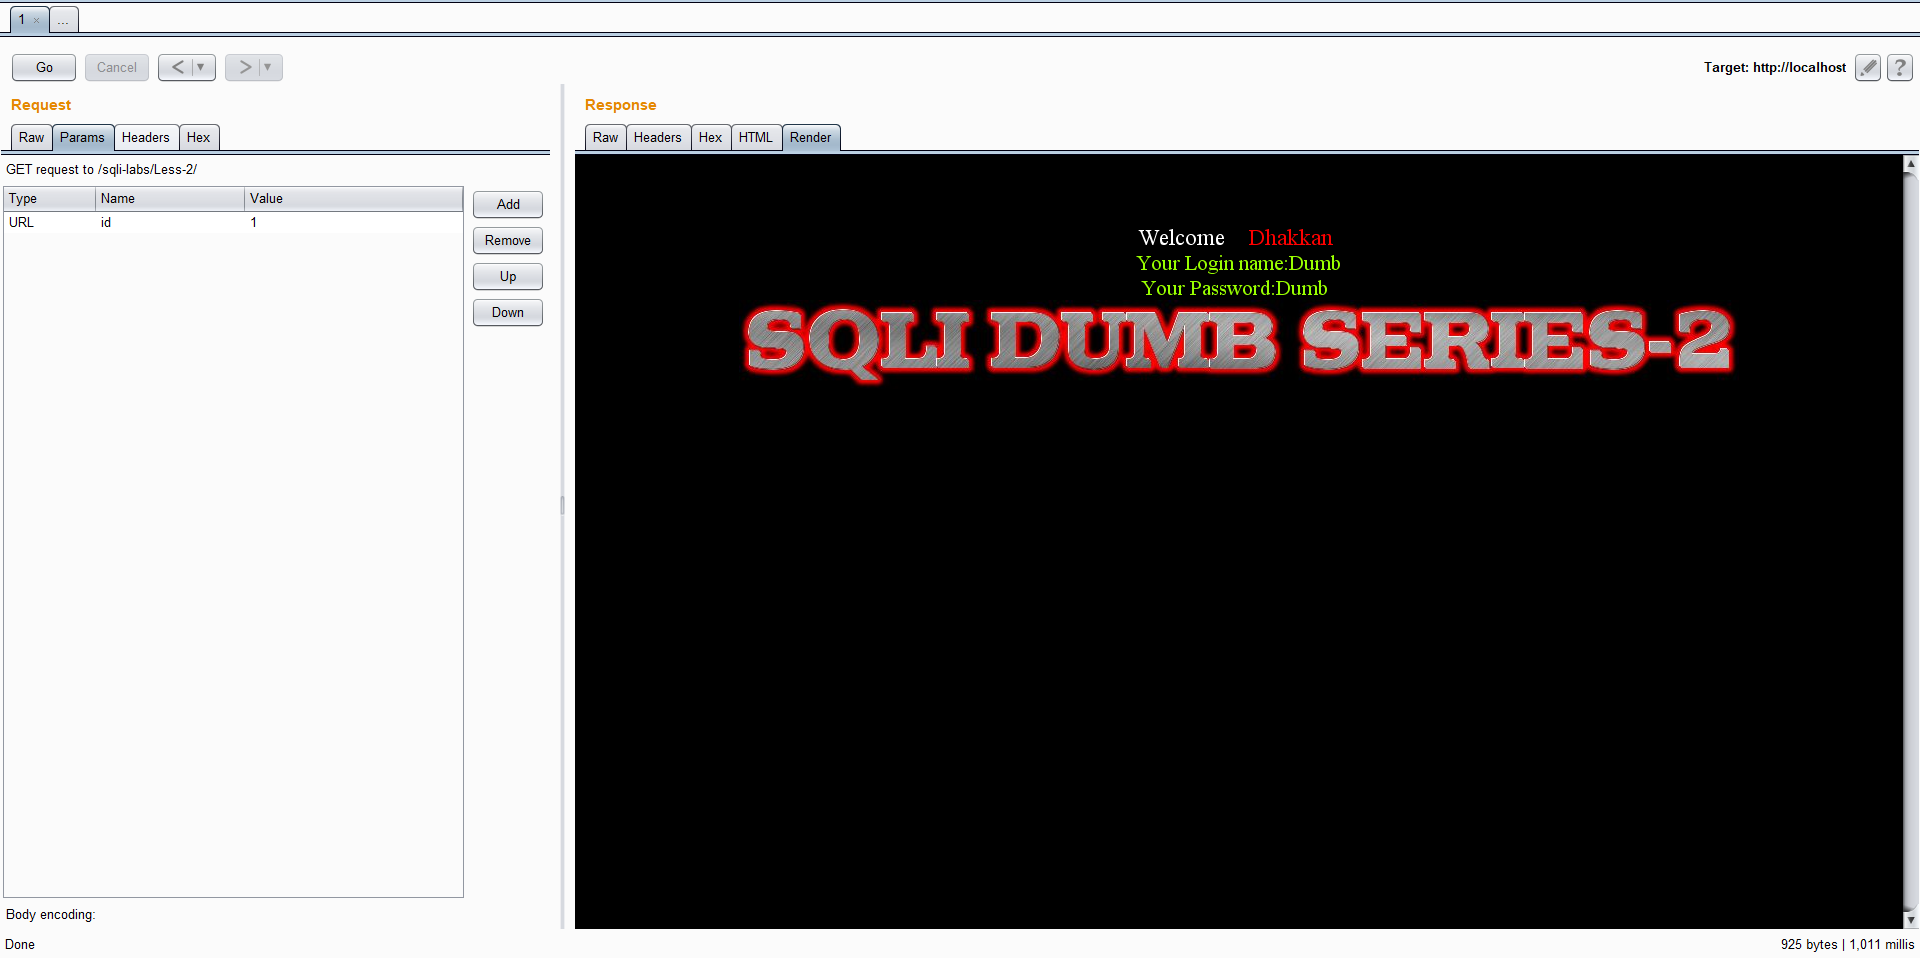 1 × ...
Go Cancel < ▼ > ▼ Target: http://localhost ?
Request
Raw Params Headers Hex
GET request to /sqli-labs/Less-2/
Type Name Value
URL id 1
Add
Remove
Up
Down
Body encoding:
Done
Response
Raw Headers Hex HTML Render
Welcome Dhakkan
Your Login name:Dumb
Your Password:Dumb
SQLI DUMB SERIES-2
925 bytes | 1,011 millis